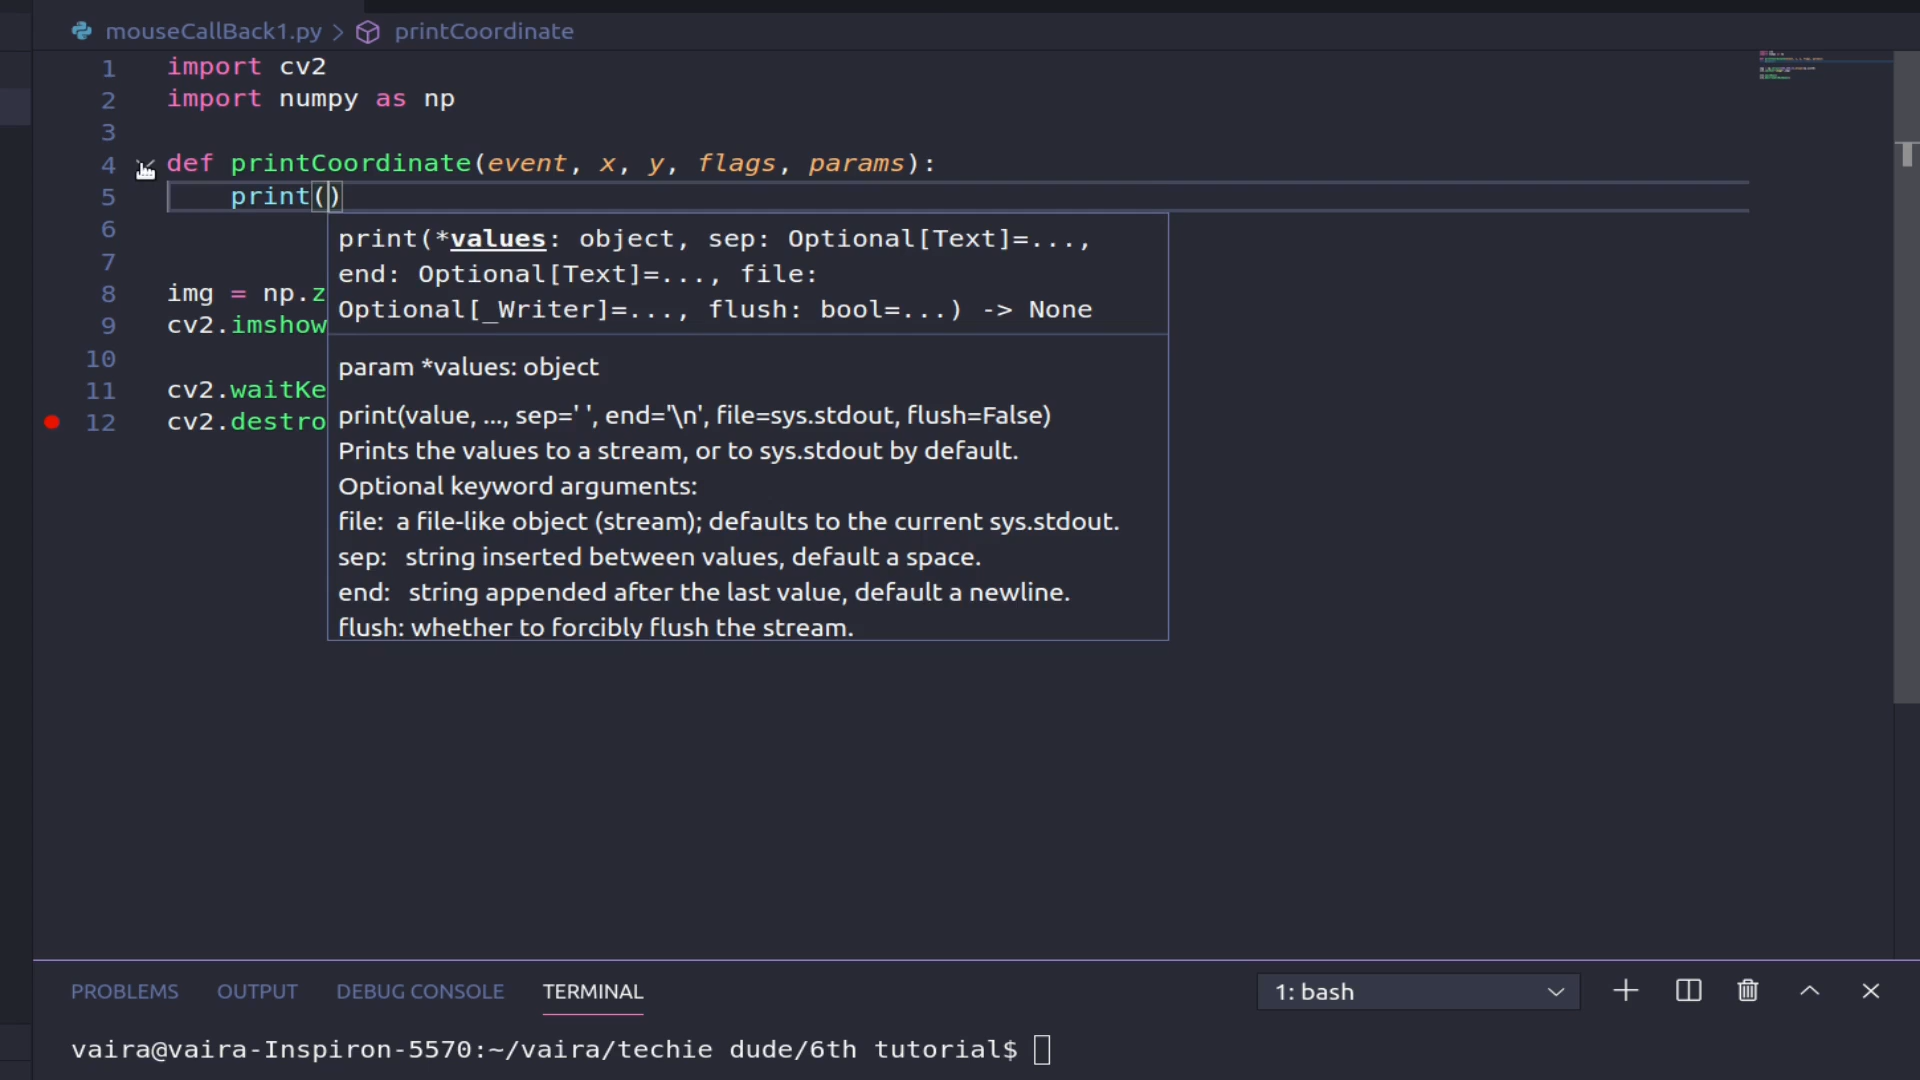 mouseCallBack1.py > printCoordinate
1 import cv2
2 import numpy as np
3
4 def printCoordinate(event, x, y, flags, params):
5 print()
6
7
8 img = np.z
9 cv2.imshow
10
11 cv2.waitKe
12 cv2.destro
print(*values: object, sep: Optional[Text]=...,
end: Optional[Text]=..., file:
Optional[_Writer]=..., flush: bool=...) -> None
param *values: object
print(value, ..., sep=' ', end='\n', file=sys.stdout, flush=False)
Prints the values to a stream, or to sys.stdout by default.
Optional keyword arguments:
file: a file-like object (stream); defaults to the current sys.stdout.
sep: string inserted between values, default a space.
end: string appended after the last value, default a newline.
flush: whether to forcibly flush the stream.
PROBLEMS OUTPUT DEBUG CONSOLE TERMINAL 1: bash
vaira@vaira-Inspiron-5570:~/vaira/techie dude/6th tutorial$